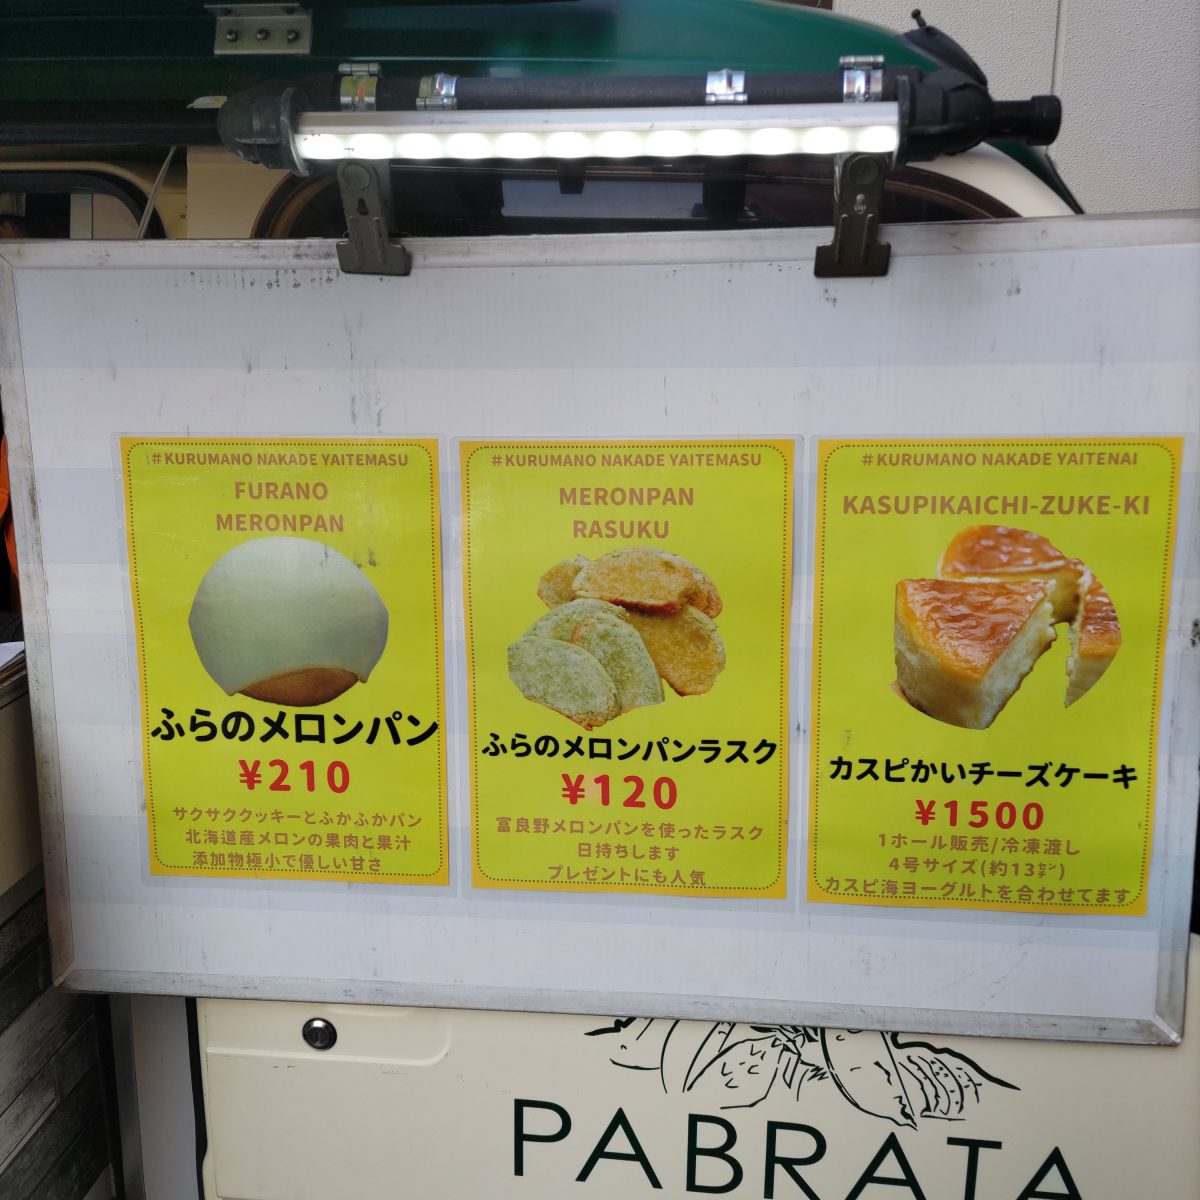 #KURUMANO NAKADE YAITEMASU
FURANO
MERONPAN
ふらのメロンパン
¥210
サクサククッキーとふかふかパン
北海道産メロンの果肉と果汁
添加物極小で優しい甘さ
#KURUMANO NAKADE YAITEMASU
MERONPAN
RASUKU
ふらのメロンパンラスク
¥120
富良野メロンパンを使ったラスク
日持ちします
プレゼントにも人気
#KURUMANO NAKADE YAITENAI
KASUPIKAICHI-ZUKE-KI
カスピかいチーズケーキ
¥1500
1ホール販売/冷凍渡し
4号サイズ(約13㌢)
カスピ海ヨーグルトを合わせてます
PABRATA